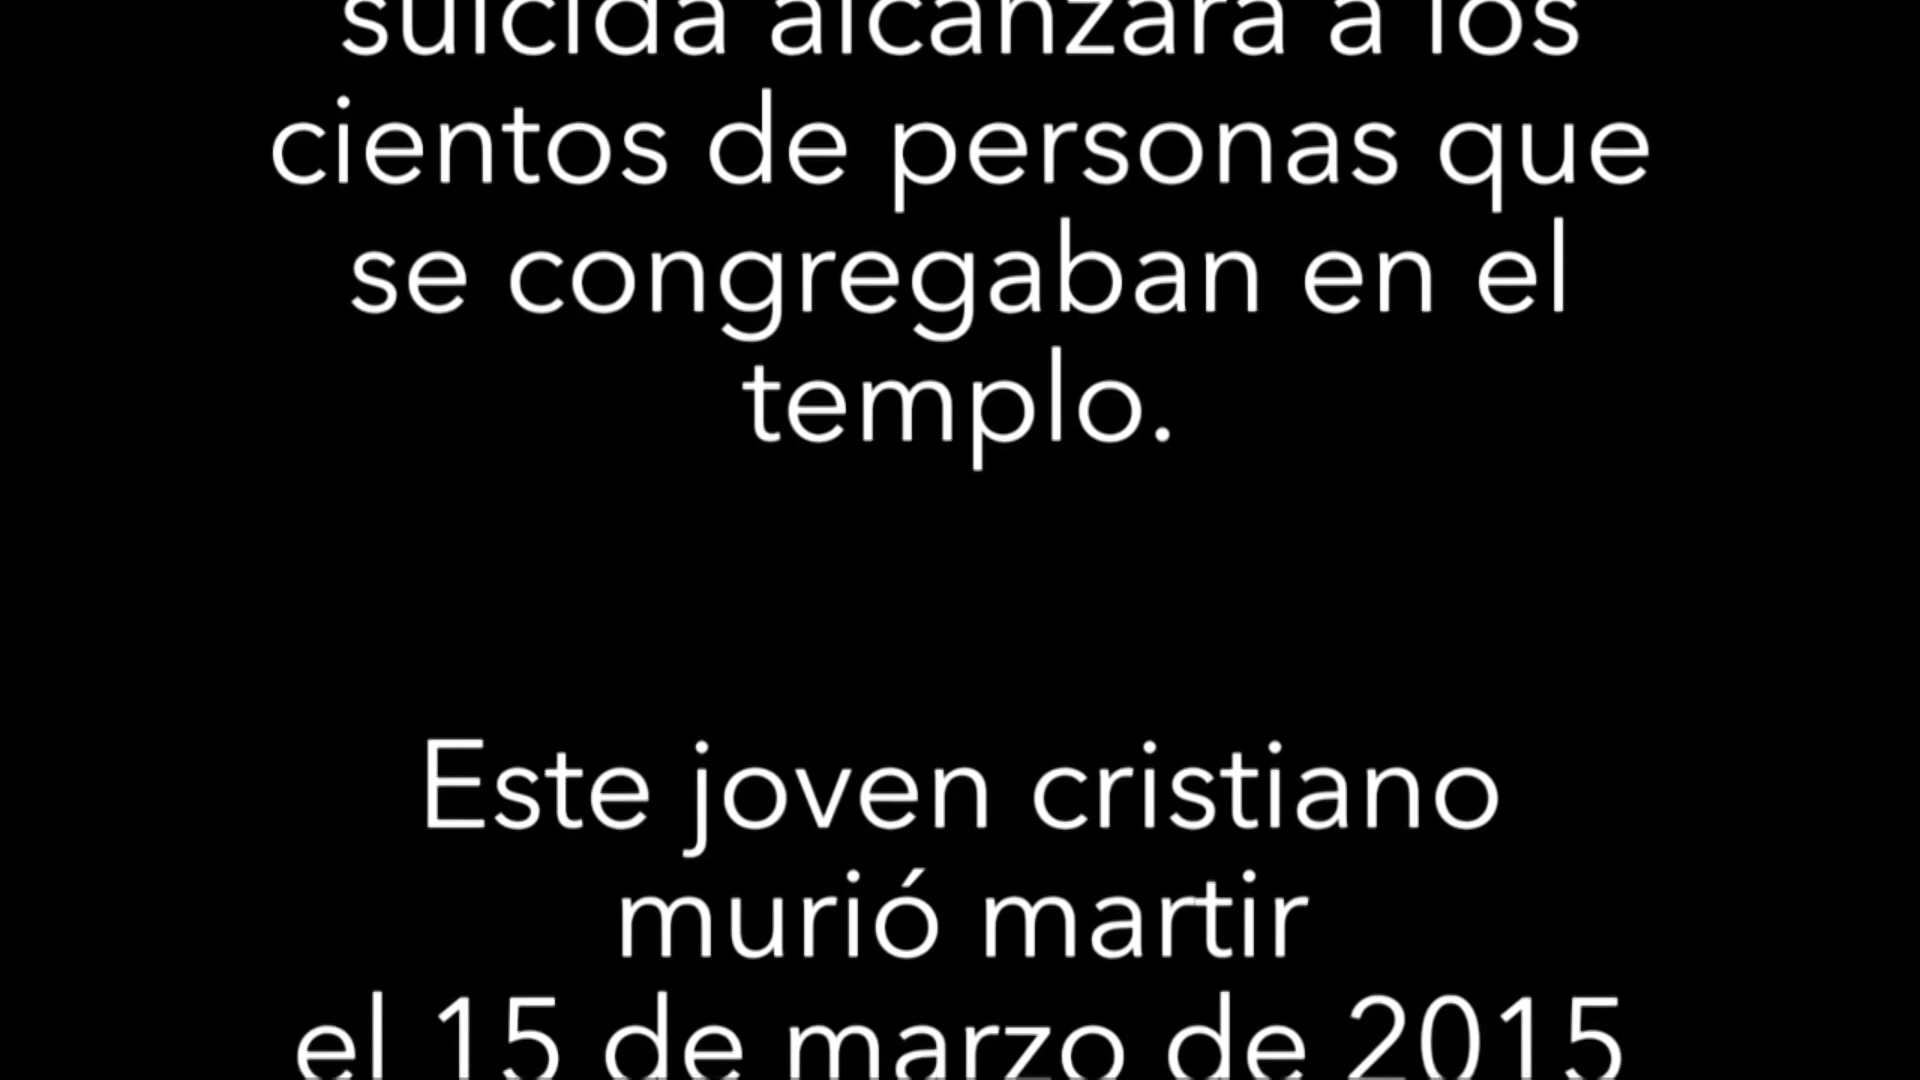 suicida alcanzara a los
cientos de personas que
se congregaban en el
templo.
Este joven cristiano
murió martir
el 15 de marzo de 2015